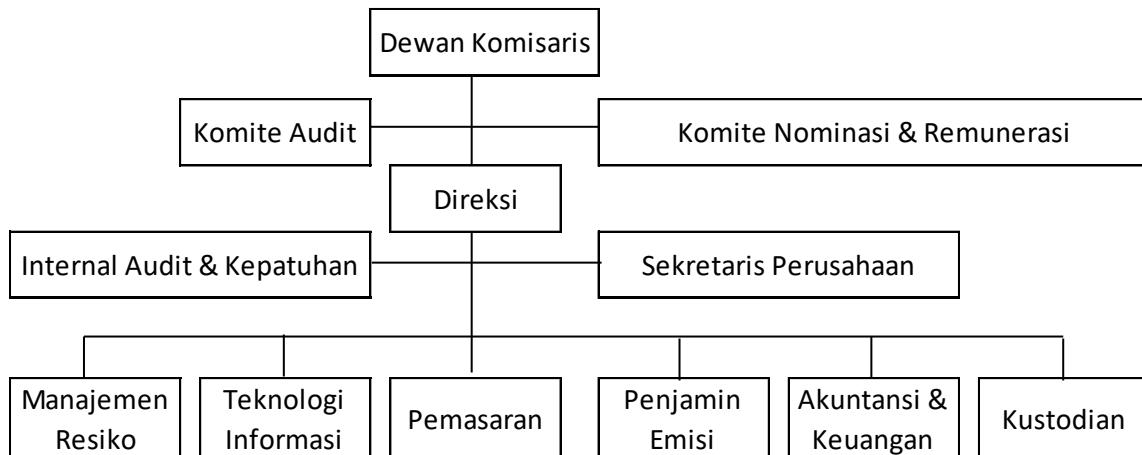 Dewan Komisaris
Komite Audit
Komite Nominasi & Remunerasi
Direksi
Internal Audit & Kepatuhan
Sekretaris Perusahaan
Manajemen
Resiko
Teknologi
Informasi
Pemasaran
Penjamin
Emisi
Akuntansi &
Keuangan
Kustodian